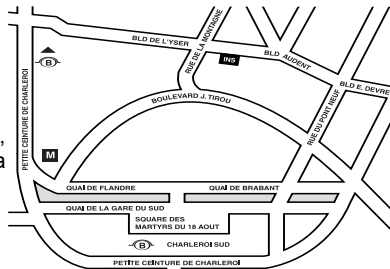 BLD DE L'YSER
RUE DE LA MONTAGNE
INS
BLD AUDENT
BLD E. DEVRE
B
PETITE CEINTURE DE CHARLEROI
BOULEVARD J. TIROU
RUE DU PONT NEUF
,
a
M
QUAI DE FLANDRE
QUAI DE BRABANT
QUAI DE LA GARE DU SUD
SQUARE DES
MARTYRS DU 18 AOUT
B
CHARLEROI SUD
PETITE CEINTURE DE CHARLEROI